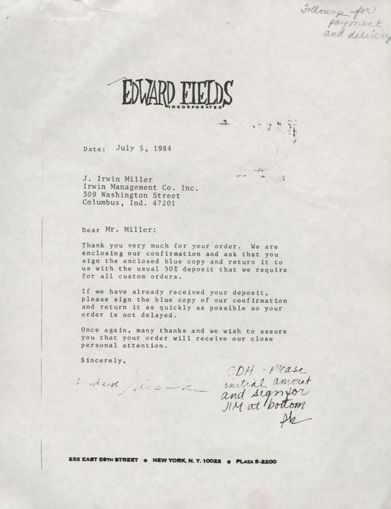 Followup for
payment
and delivery
EDWARD FIELDS
INCORPORATED
Date: July 5, 1984
J. Irwin Miller
Irwin Management Co. Inc.
309 Washington Street
Columbus, Ind. 47201
Dear Mr. Miller:
Thank you very much for your order. We are
enclosing our confirmation and ask that you
sign the enclosed blue copy and return it to
us with the usual 50% deposit that we require
for all custom orders.
If we have already received your deposit,
please sign the blue copy of our confirmation
and return it as quickly as possible so your
order is not delayed.
Once again, many thanks and we wish to assure
you that your order will receive our close
personal attention.
Sincerely,
CDH - Please
initial amount
and sign for
JIM at bottom
232 EAST 59TH STREET ● NEW YORK, N. Y. 10022 ● PLAZA 9-2200